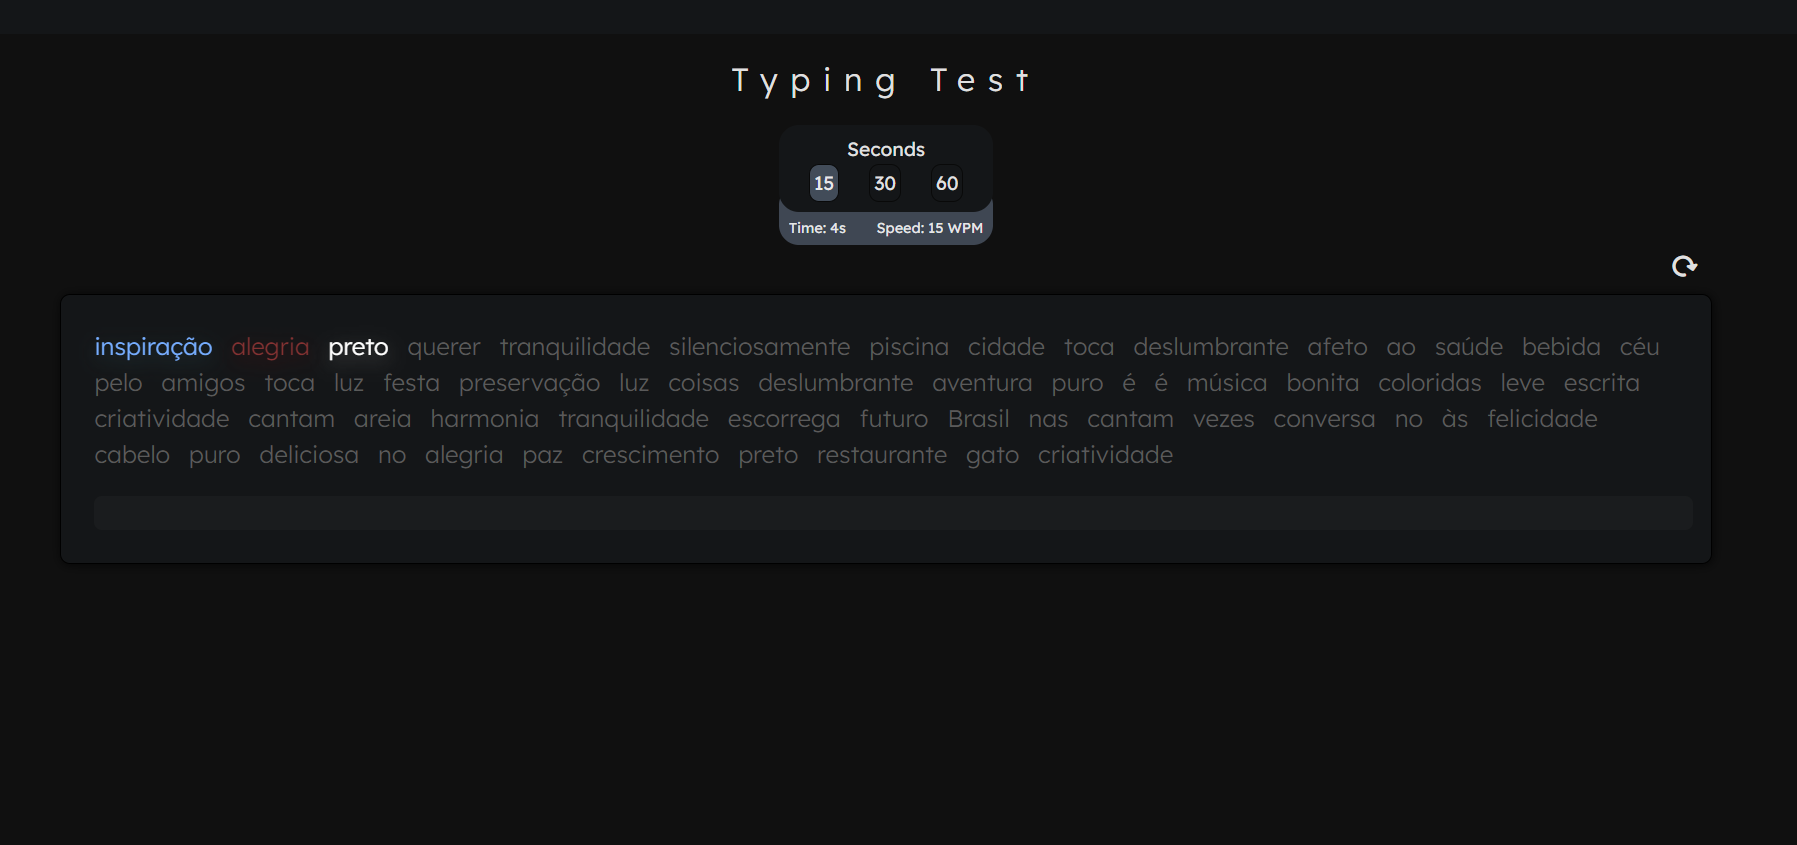 Typing Test
Seconds
15 30 60
Time: 4s Speed: 15 WPM
inspiração alegria preto querer tranquilidade silenciosamente piscina cidade toca deslumbrante afeto ao saúde bebida céu
pelo amigos toca luz festa preservação luz coisas deslumbrante aventura puro é é música bonita coloridas leve escrita
criatividade cantam areia harmonia tranquilidade escorrega futuro Brasil nas cantam vezes conversa no às felicidade
cabelo puro deliciosa no alegria paz crescimento preto restaurante gato criatividade